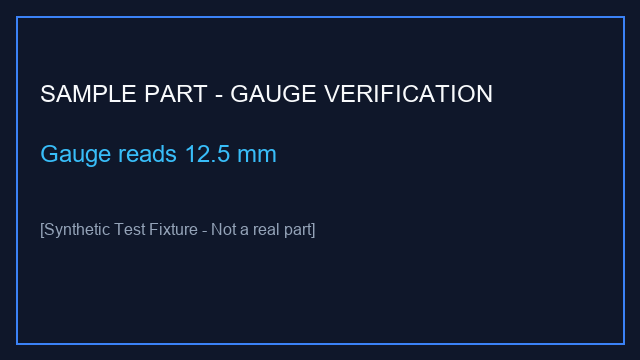 SAMPLE PART - GAUGE VERIFICATION
Gauge reads 12.5 mm
[Synthetic Test Fixture - Not a real part]